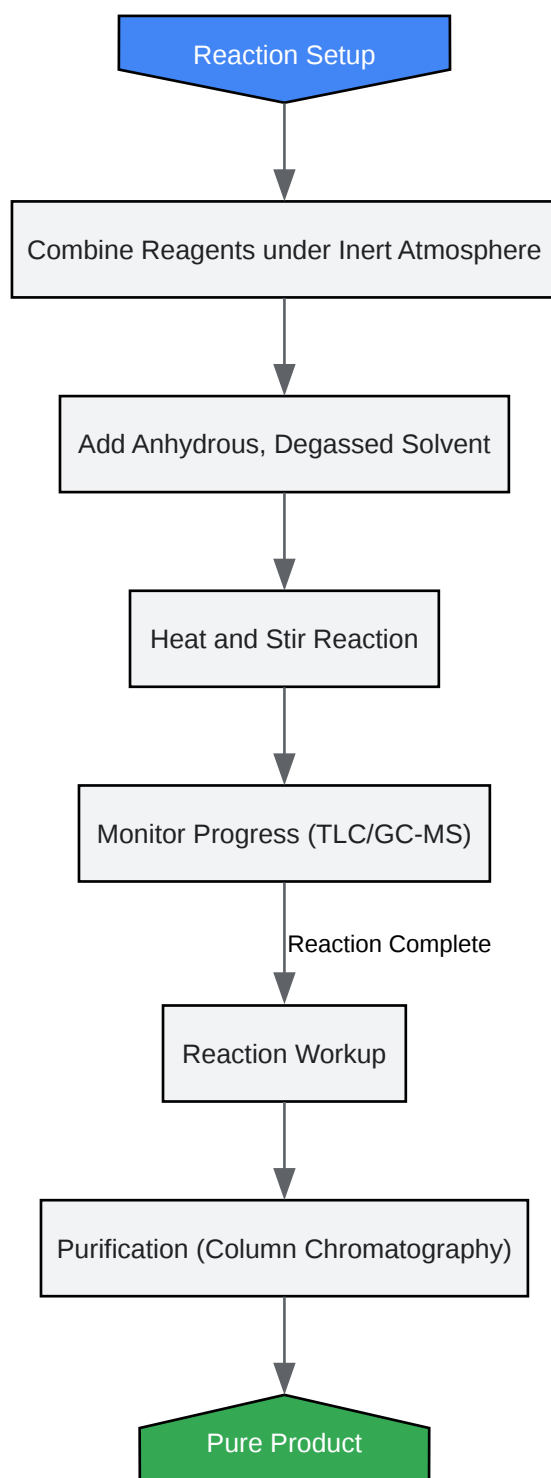 Reaction Setup
Combine Reagents under Inert Atmosphere
Add Anhydrous, Degassed Solvent
Heat and Stir Reaction
Monitor Progress (TLC/GC-MS)
Reaction Complete
Reaction Workup
Purification (Column Chromatography)
Pure Product